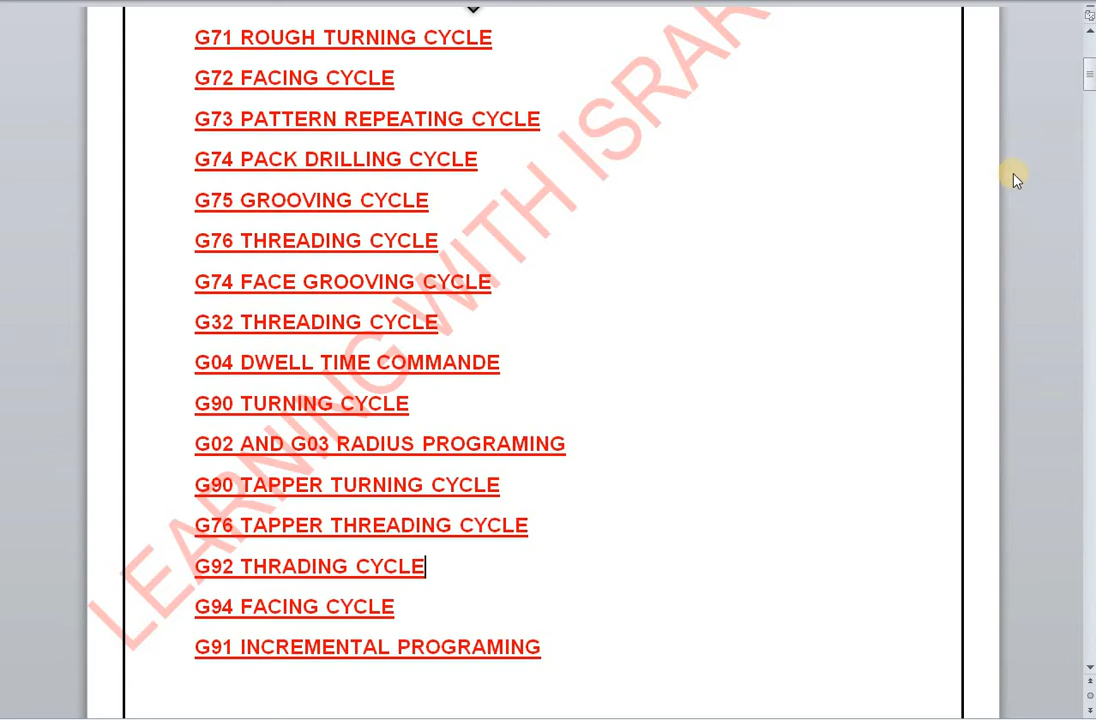 G71 ROUGH TURNING CYCLE
G72 FACING CYCLE
G73 PATTERN REPEATING CYCLE
G74 PACK DRILLING CYCLE
G75 GROOVING CYCLE
G76 THREADING CYCLE
G74 FACE GROOVING CYCLE
G32 THREADING CYCLE
G04 DWELL TIME COMMANDE
G90 TURNING CYCLE
G02 AND G03 RADIUS PROGRAMING
G90 TAPPER TURNING CYCLE
G76 TAPPER THREADING CYCLE
G92 THRADING CYCLE
G94 FACING CYCLE
G91 INCREMENTAL PROGRAMING
LEARNING WITH ISRAR